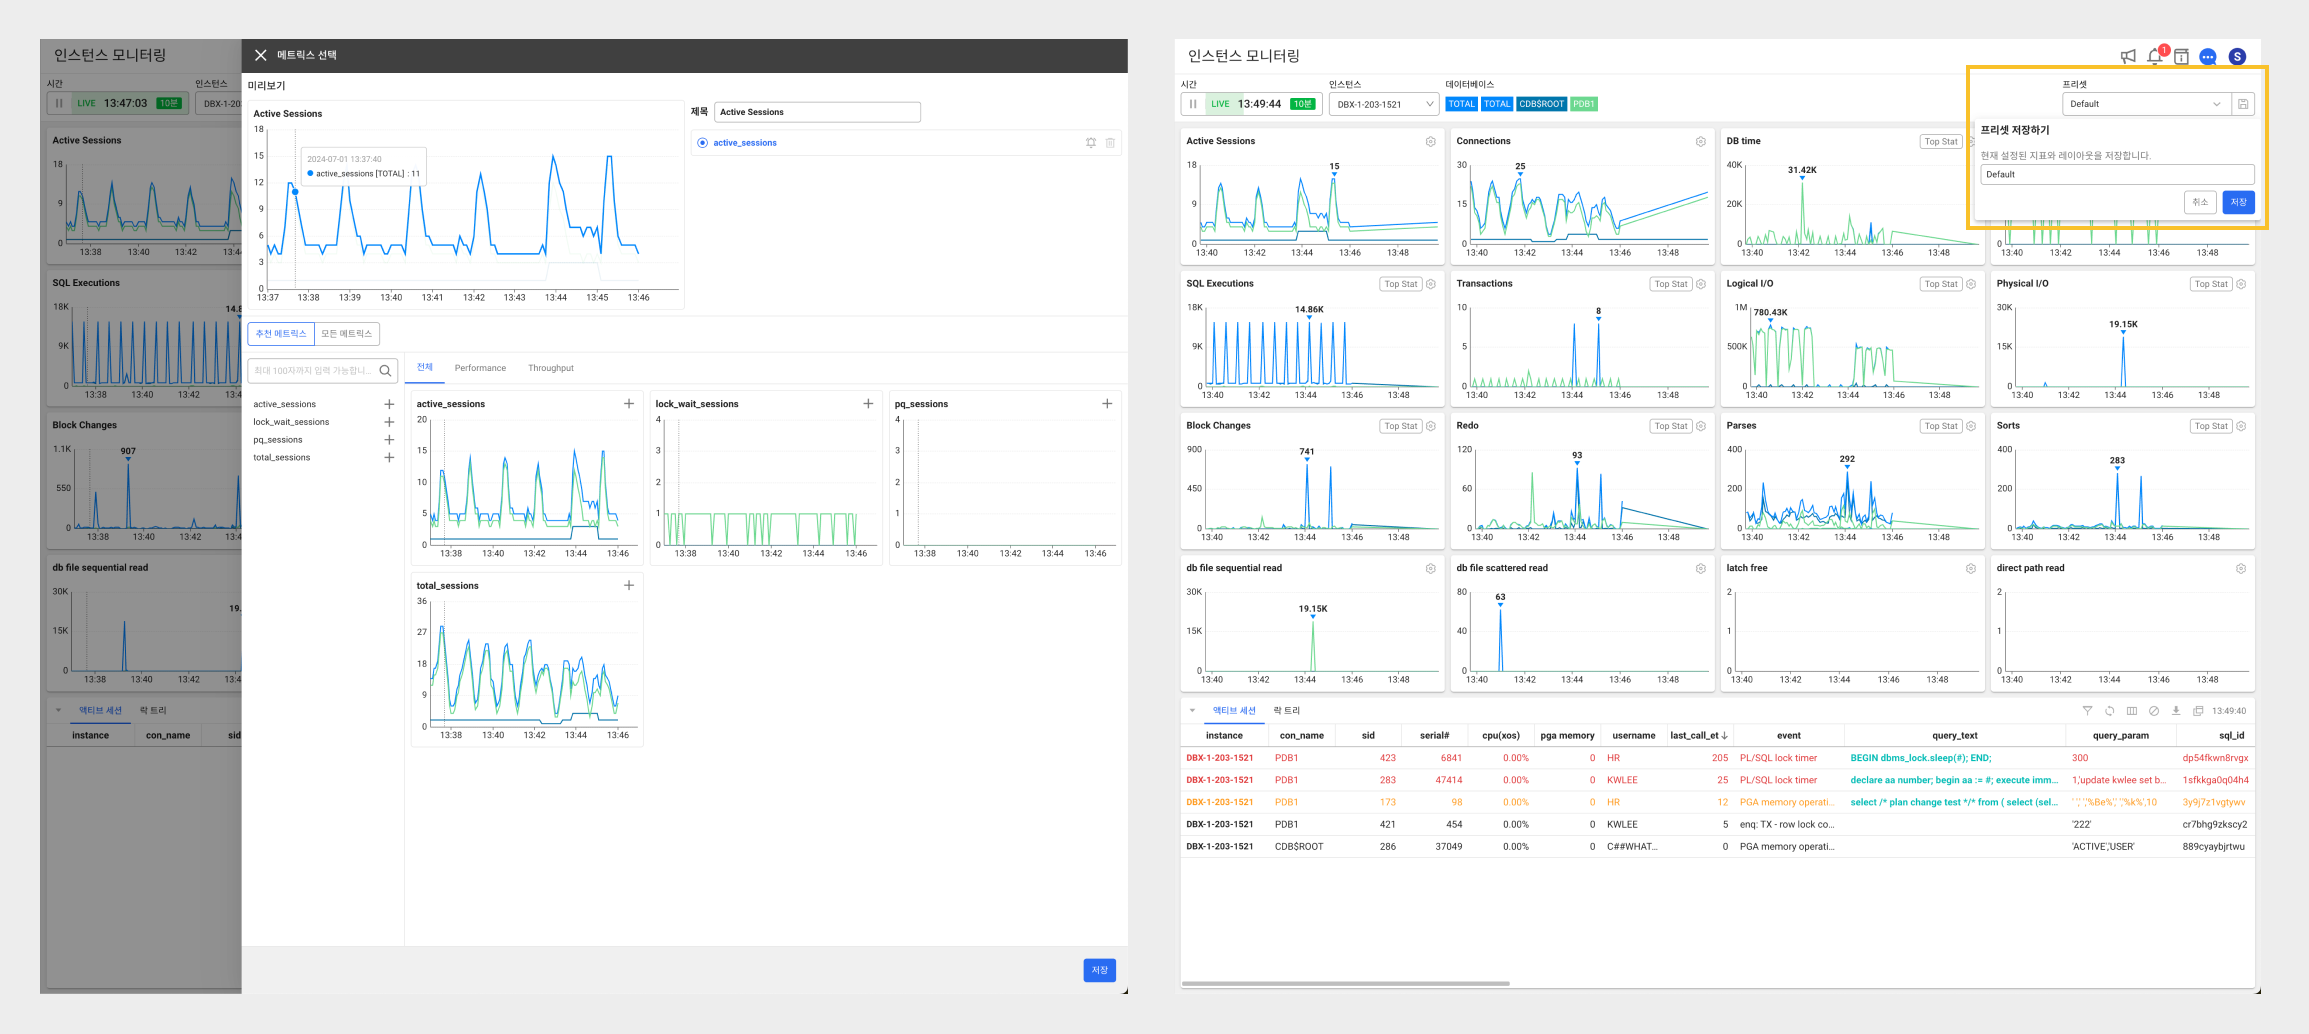 인스턴스 모니터링
시간
인스턴스
LIVE 13:47:03 10분
DBX-1-20
Active Sessions
18
9
0
13:38 13:40 13:42 13:4
SQL Executions
14.8
18K
9K
0
13:38 13:40 13:42 13:4
Block Changes
907
1.1K
550
0
13:38 13:40 13:42 13:4
db file sequential read
19.
30K
15K
0
13:38 13:40 13:42 13:4
액티브 세션 락 트리
instance con_name sid
메트릭스 선택
미리보기
Active Sessions
18
15
12
9
6
3
0
2024-07-01 13:37:40
active_sessions [TOTAL] : 11
13:37 13:38 13:39 13:40 13:41 13:42 13:43 13:44 13:45 13:46
제목 Active Sessions
active_sessions
추천 메트릭스 모든 메트릭스
최대 100자까지 입력 가능합니...
active_sessions
lock_wait_sessions
pq_sessions
total_sessions
전체 Performance Throughput
active_sessions
20
15
10
5
0
13:38 13:40 13:42 13:44 13:46
lock_wait_sessions
4
3
2
1
0
13:38 13:40 13:42 13:44 13:46
pq_sessions
4
3
2
1
0
13:38 13:40 13:42 13:44 13:46
total_sessions
36
27
18
9
0
13:38 13:40 13:42 13:44 13:46
저장
인스턴스 모니터링
1
S
시간
LIVE 13:49:44 10분
인스턴스
DBX-1-203-1521
데이터베이스
TOTAL TOTAL CDB$ROOT PDB1
프리셋
Default
프리셋 저장하기
현재 설정된 지표와 레이아웃을 저장합니다.
Default
취소 저장
Active Sessions
15
18
9
0
13:40 13:42 13:44 13:46 13:48
Connections
25
30
15
0
13:40 13:42 13:44 13:46 13:48
DB time Top Stat
31.42K
40K
20K
0
13:40 13:42 13:44 13:46 13:48
0
13:40 13:42 13:44 13:46 13:48
SQL Executions Top Stat
14.86K
18K
9K
0
13:40 13:42 13:44 13:46 13:48
Transactions Top Stat
8
10
5
0
13:40 13:42 13:44 13:46 13:48
Logical I/O Top Stat
780.43K
1M
500K
0
13:40 13:42 13:44 13:46 13:48
Physical I/O Top Stat
19.15K
30K
15K
0
13:40 13:42 13:44 13:46 13:48
Block Changes Top Stat
741
900
450
0
13:40 13:42 13:44 13:46 13:48
Redo Top Stat
93
120
60
0
13:40 13:42 13:44 13:46 13:48
Parses Top Stat
292
400
200
0
13:40 13:42 13:44 13:46 13:48
Sorts Top Stat
283
400
200
0
13:40 13:42 13:44 13:46 13:48
db file sequential read
19.15K
30K
15K
0
13:40 13:42 13:44 13:46 13:48
db file scattered read
63
80
40
0
13:40 13:42 13:44 13:46 13:48
latch free
2
1
0
13:40 13:42 13:44 13:46 13:48
direct path read
2
1
0
13:40 13:42 13:44 13:46 13:48
액티브 세션 락 트리
13:49:40
instance con_name sid serial# cpu(xos) pga memory username last_call_et event query_text query_param sql_id
DBX-1-203-1521 PDB1 423 6841 0.00% 0 HR 205 PL/SQL lock timer BEGIN dbms_lock.sleep(#); END; 300 dp54fkwn8rvgx
DBX-1-203-1521 PDB1 283 47414 0.00% 0 KWLEE 25 PL/SQL lock timer declare aa number; begin aa := #; execute imm... 1,'update kwlee set b... 1sfkkga0q04h4
DBX-1-203-1521 PDB1 173 98 0.00% 0 HR 12 PGA memory operati... select /* plan change test */* from ( select (sel... ' ',' ','%Be%',' ','%k%',10 3y9j7z1vgtywv
DBX-1-203-1521 PDB1 421 454 0.00% 0 KWLEE 5 enq: TX - row lock co... '222' cr7bhg9zkscy2
DBX-1-203-1521 CDB$ROOT 286 37049 0.00% 0 C##WHAT... 0 PGA memory operati... 'ACTIVE','USER' 889cyaybjrtwu